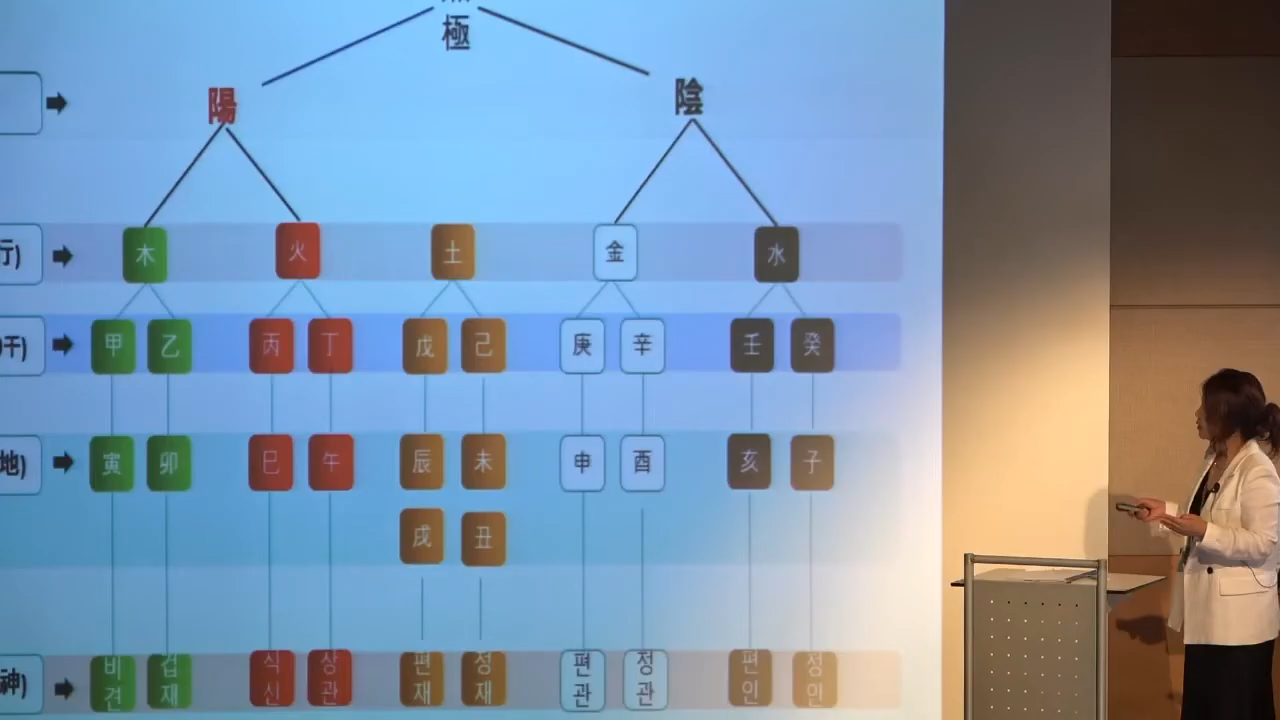 極
陽 陰
行)
木 火 土 金 水
干)
甲 乙 丙 丁 戊 己 庚 辛 壬 癸
地)
寅 卯 巳 午 辰 未 申 酉 亥 子
戌 丑
神)
비견 겁재 식신 상관 편재 정재 편관 정관 편인 정인